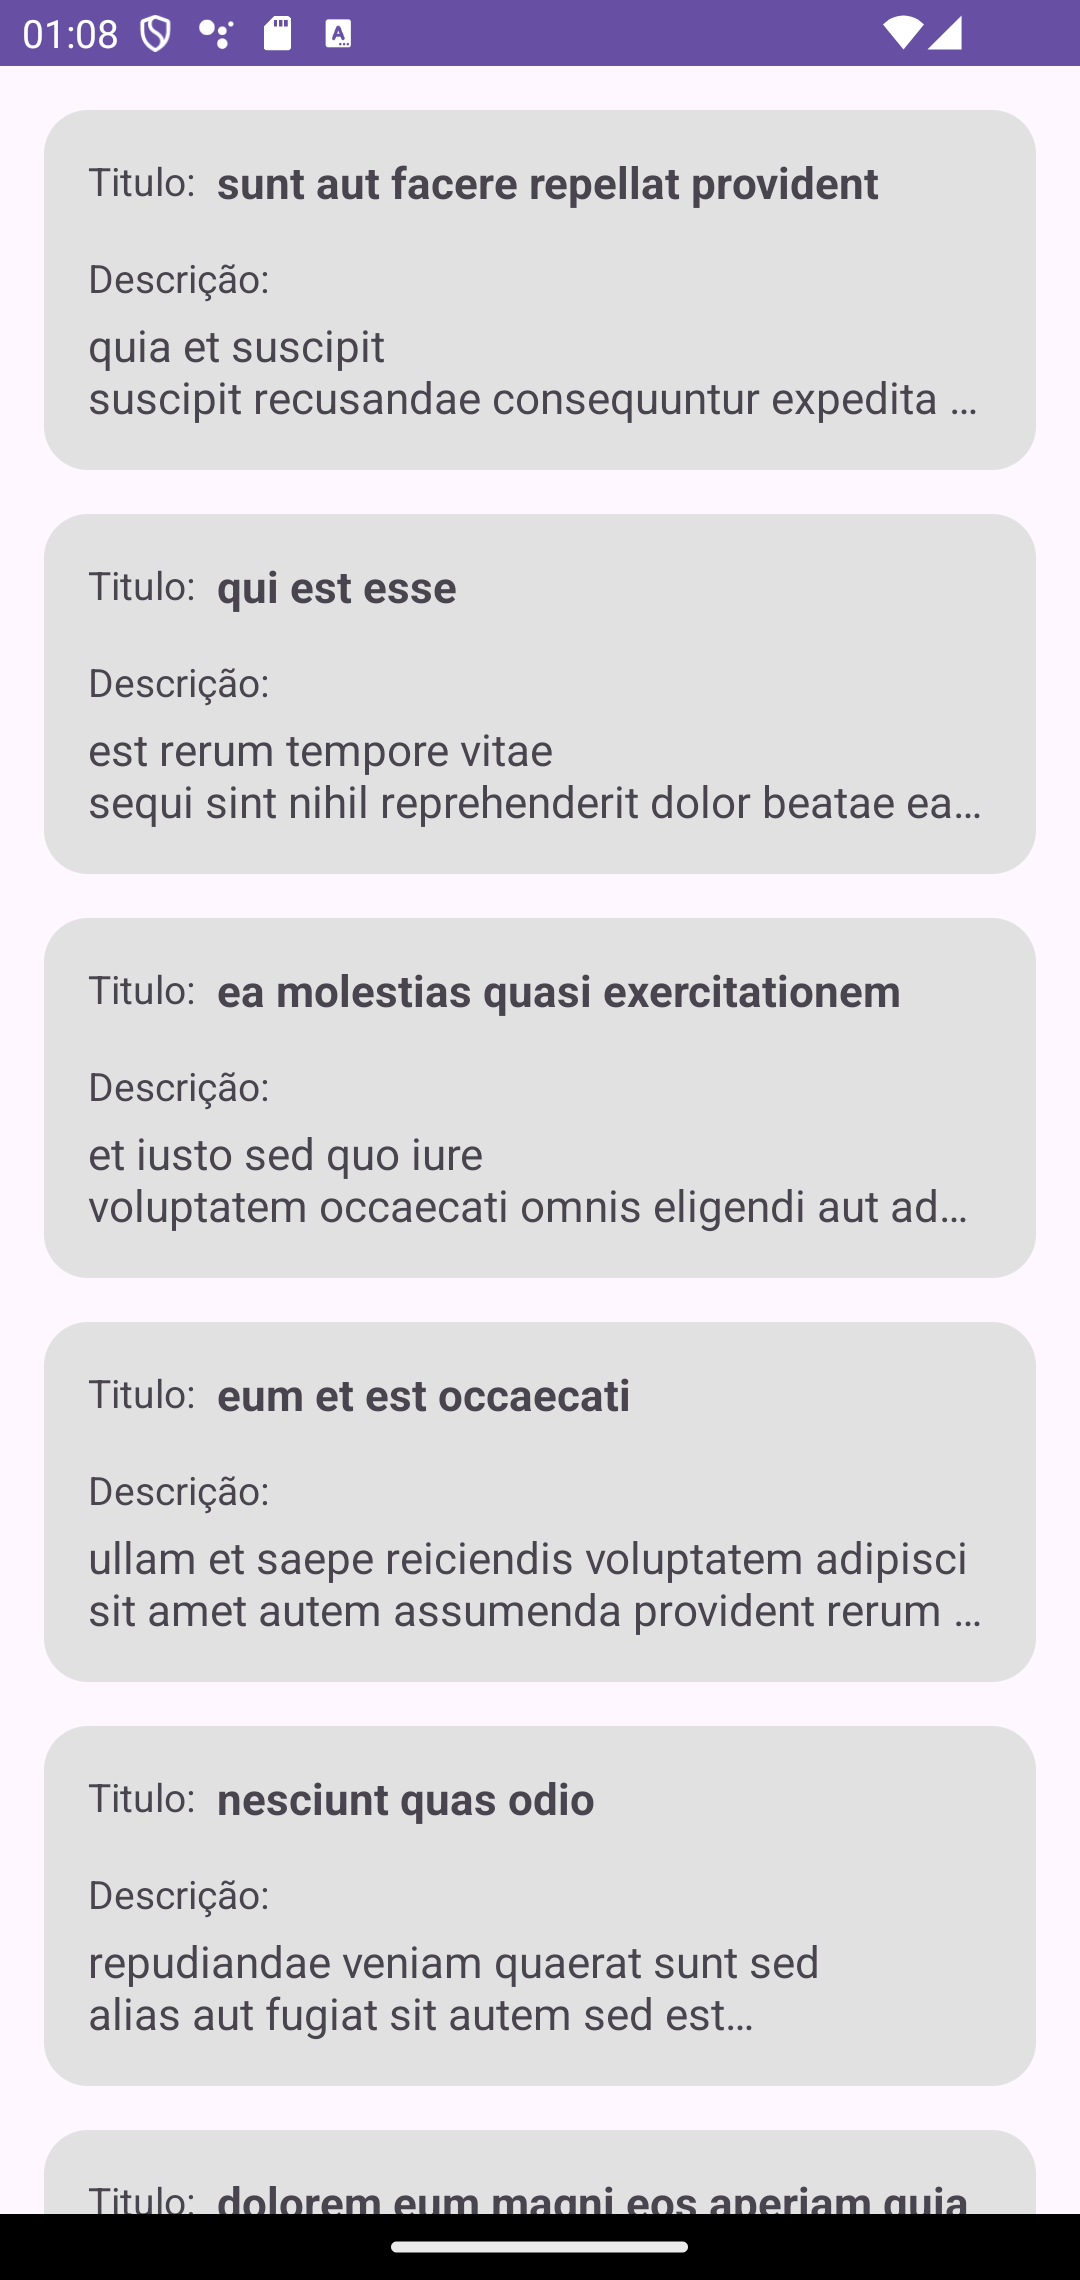 01:08
Titulo: sunt aut facere repellat provident
Descrição:
quia et suscipit
suscipit recusandae consequuntur expedita ...
Titulo: qui est esse
Descrição:
est rerum tempore vitae
sequi sint nihil reprehenderit dolor beatae ea...
Titulo: ea molestias quasi exercitationem
Descrição:
et iusto sed quo iure
voluptatem occaecati omnis eligendi aut ad...
Titulo: eum et est occaecati
Descrição:
ullam et saepe reiciendis voluptatem adipisci
sit amet autem assumenda provident rerum ...
Titulo: nesciunt quas odio
Descrição:
repudiandae veniam quaerat sunt sed
alias aut fugiat sit autem sed est...
Titulo: dolorem eum magni eos aperiam quia